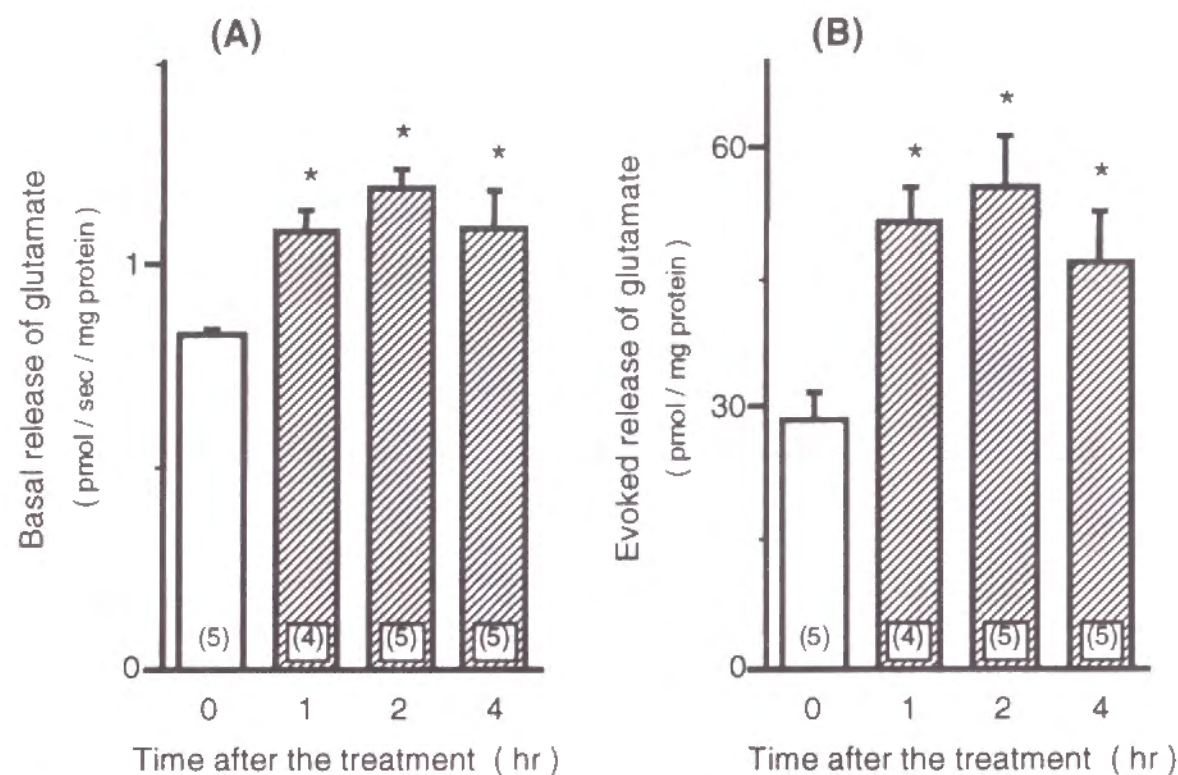 (A)
Basal release of glutamate
( pmol / sec / mg protein )
1
0
*
*
*
(5)
(4)
(5)
(5)
0 1 2 4
Time after the treatment ( hr )
(B)
Evoked release of glutamate
( pmol / mg protein )
60
30
0
*
*
*
(5)
(4)
(5)
(5)
0 1 2 4
Time after the treatment ( hr )